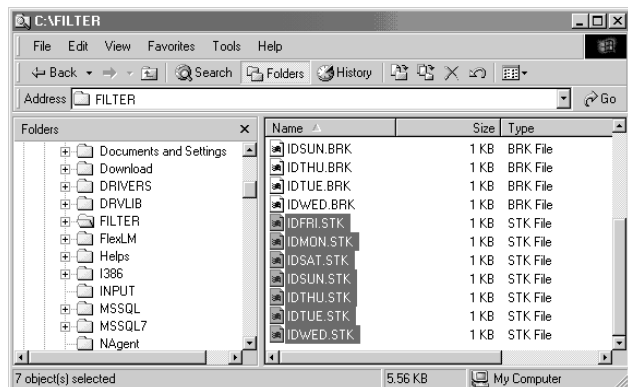 C:\FILTER
File Edit View Favorites Tools Help
Back Search Folders History
Address FILTER Go
Folders x
Documents and Settings
Download
DRIVERS
DRVLIB
FILTER
FlexLM
Helps
I386
INPUT
MSSQL
MSSQL7
NAgent
Name Size Type
IDSUN.BRK 1 KB BRK File
IDTHU.BRK 1 KB BRK File
IDTUE.BRK 1 KB BRK File
IDWED.BRK 1 KB BRK File
IDFRI.STK 1 KB STK File
IDMON.STK 1 KB STK File
IDSAT.STK 1 KB STK File
IDSUN.STK 1 KB STK File
IDTHU.STK 1 KB STK File
IDTUE.STK 1 KB STK File
IDWED.STK 1 KB STK File
7 object(s) selected 5.56 KB My Computer